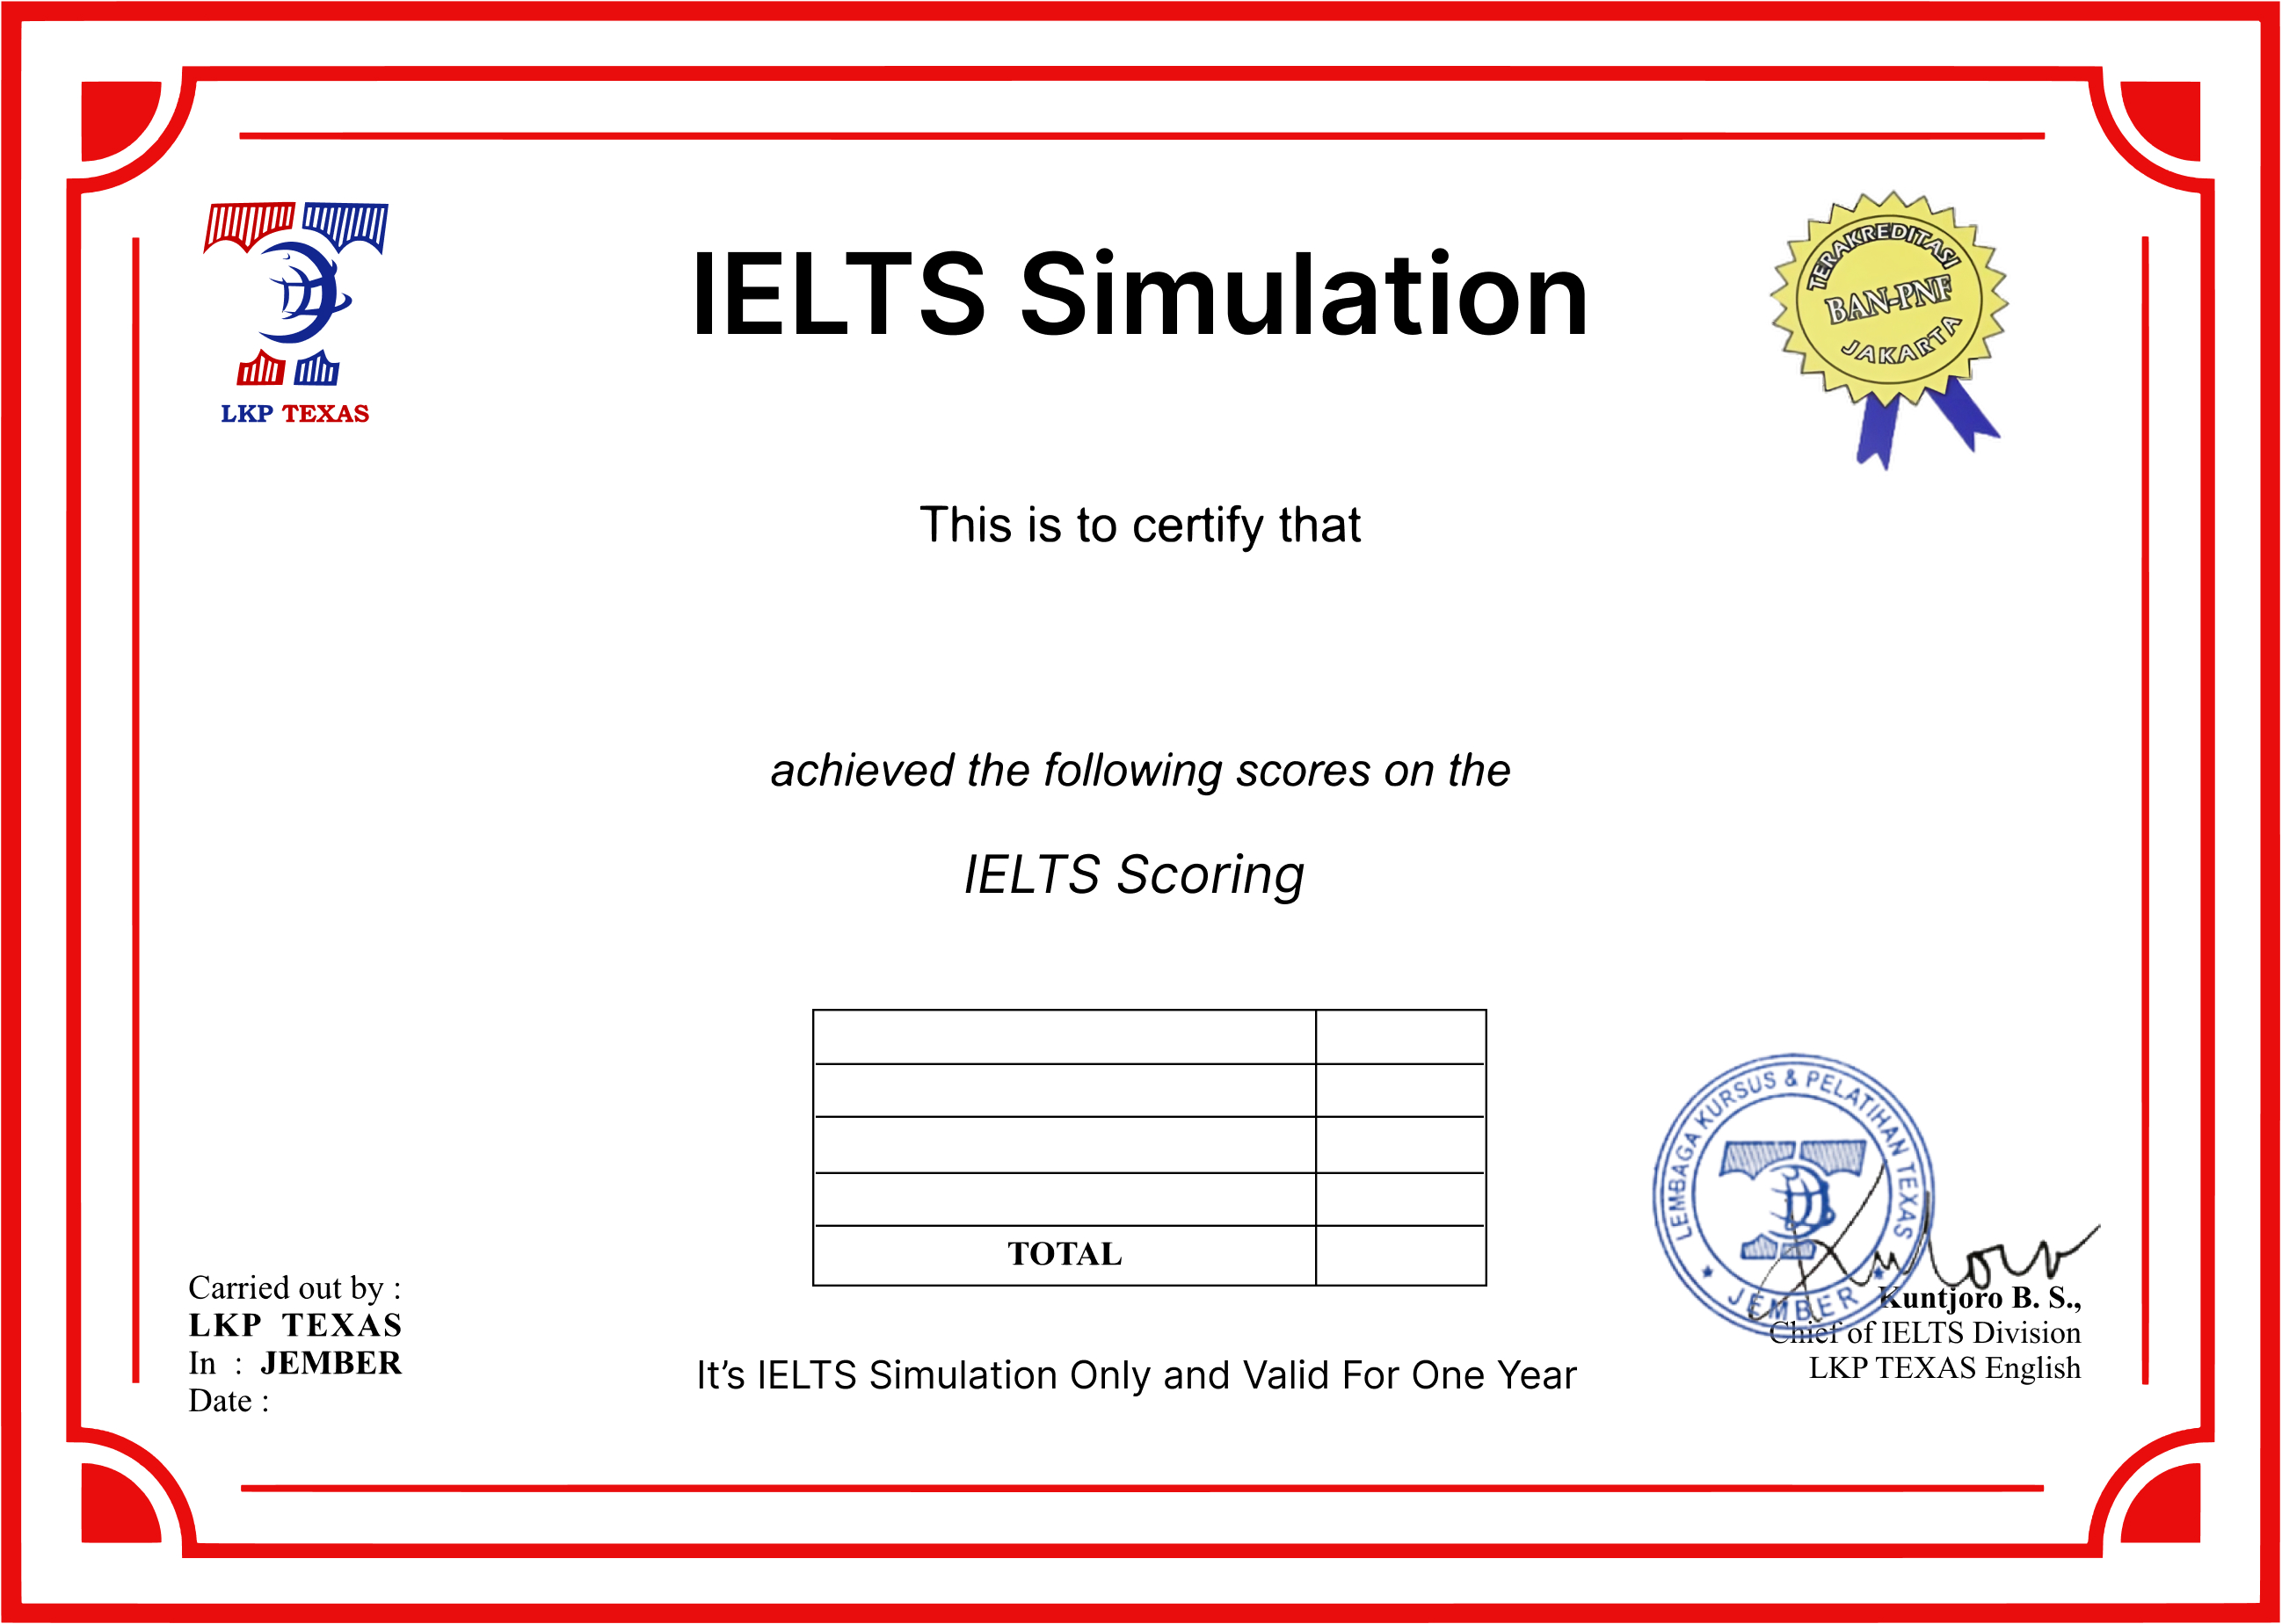 IELTS Simulation
LKP TEXAS
TERAKREDITASI
BAN-PNF
JAKARTA
This is to certify that
achieved the following scores on the
IELTS Scoring
TOTAL
Carried out by :
LKP TEXAS
In : JEMBER
Date :
It’s IELTS Simulation Only and Valid For One Year
LEMBAGA KURSUS & PELATIHAN TEXAS
JEMBER
Kuntjoro B. S.,
Chief of IELTS Division
LKP TEXAS English